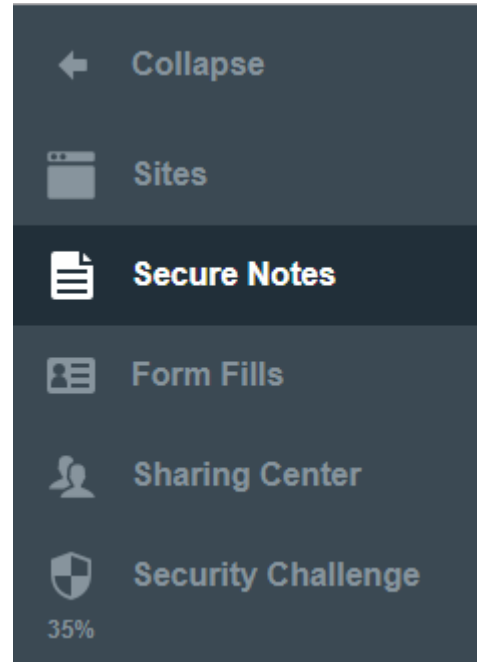 Collapse
Sites
Secure Notes
Form Fills
Sharing Center
Security Challenge
35%